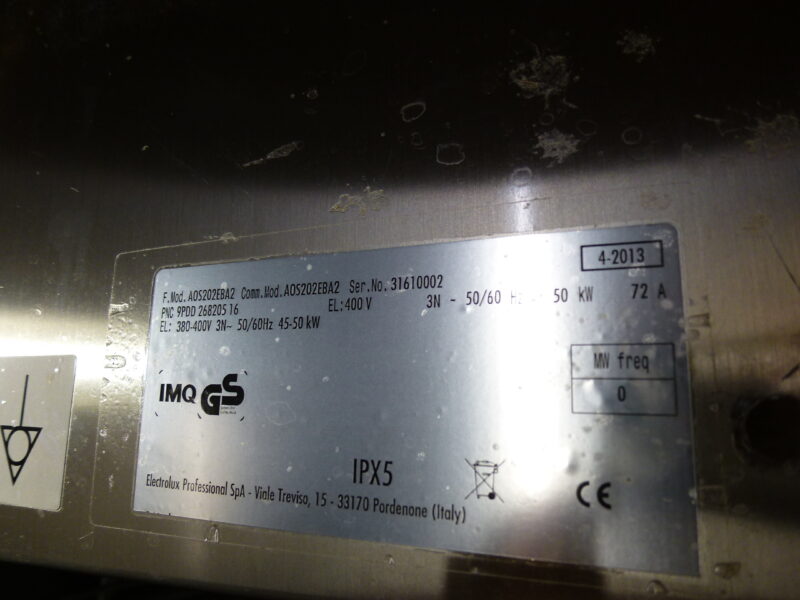 4-2013
F.Mod. AOS202EBA2 Comm.Mod. AOS202EBA2 Ser.No. 31610002
PNC 9PDD 26820516 EL:400 V 3N ~ 50/60 Hz 50 kW 72 A
EL: 380-400V 3N~ 50/60Hz 45-50 kW
MW freq
0
IMQ GS
IPX5
Electrolux Professional SpA - Viale Treviso, 15 - 33170 Pordenone (Italy)
CE